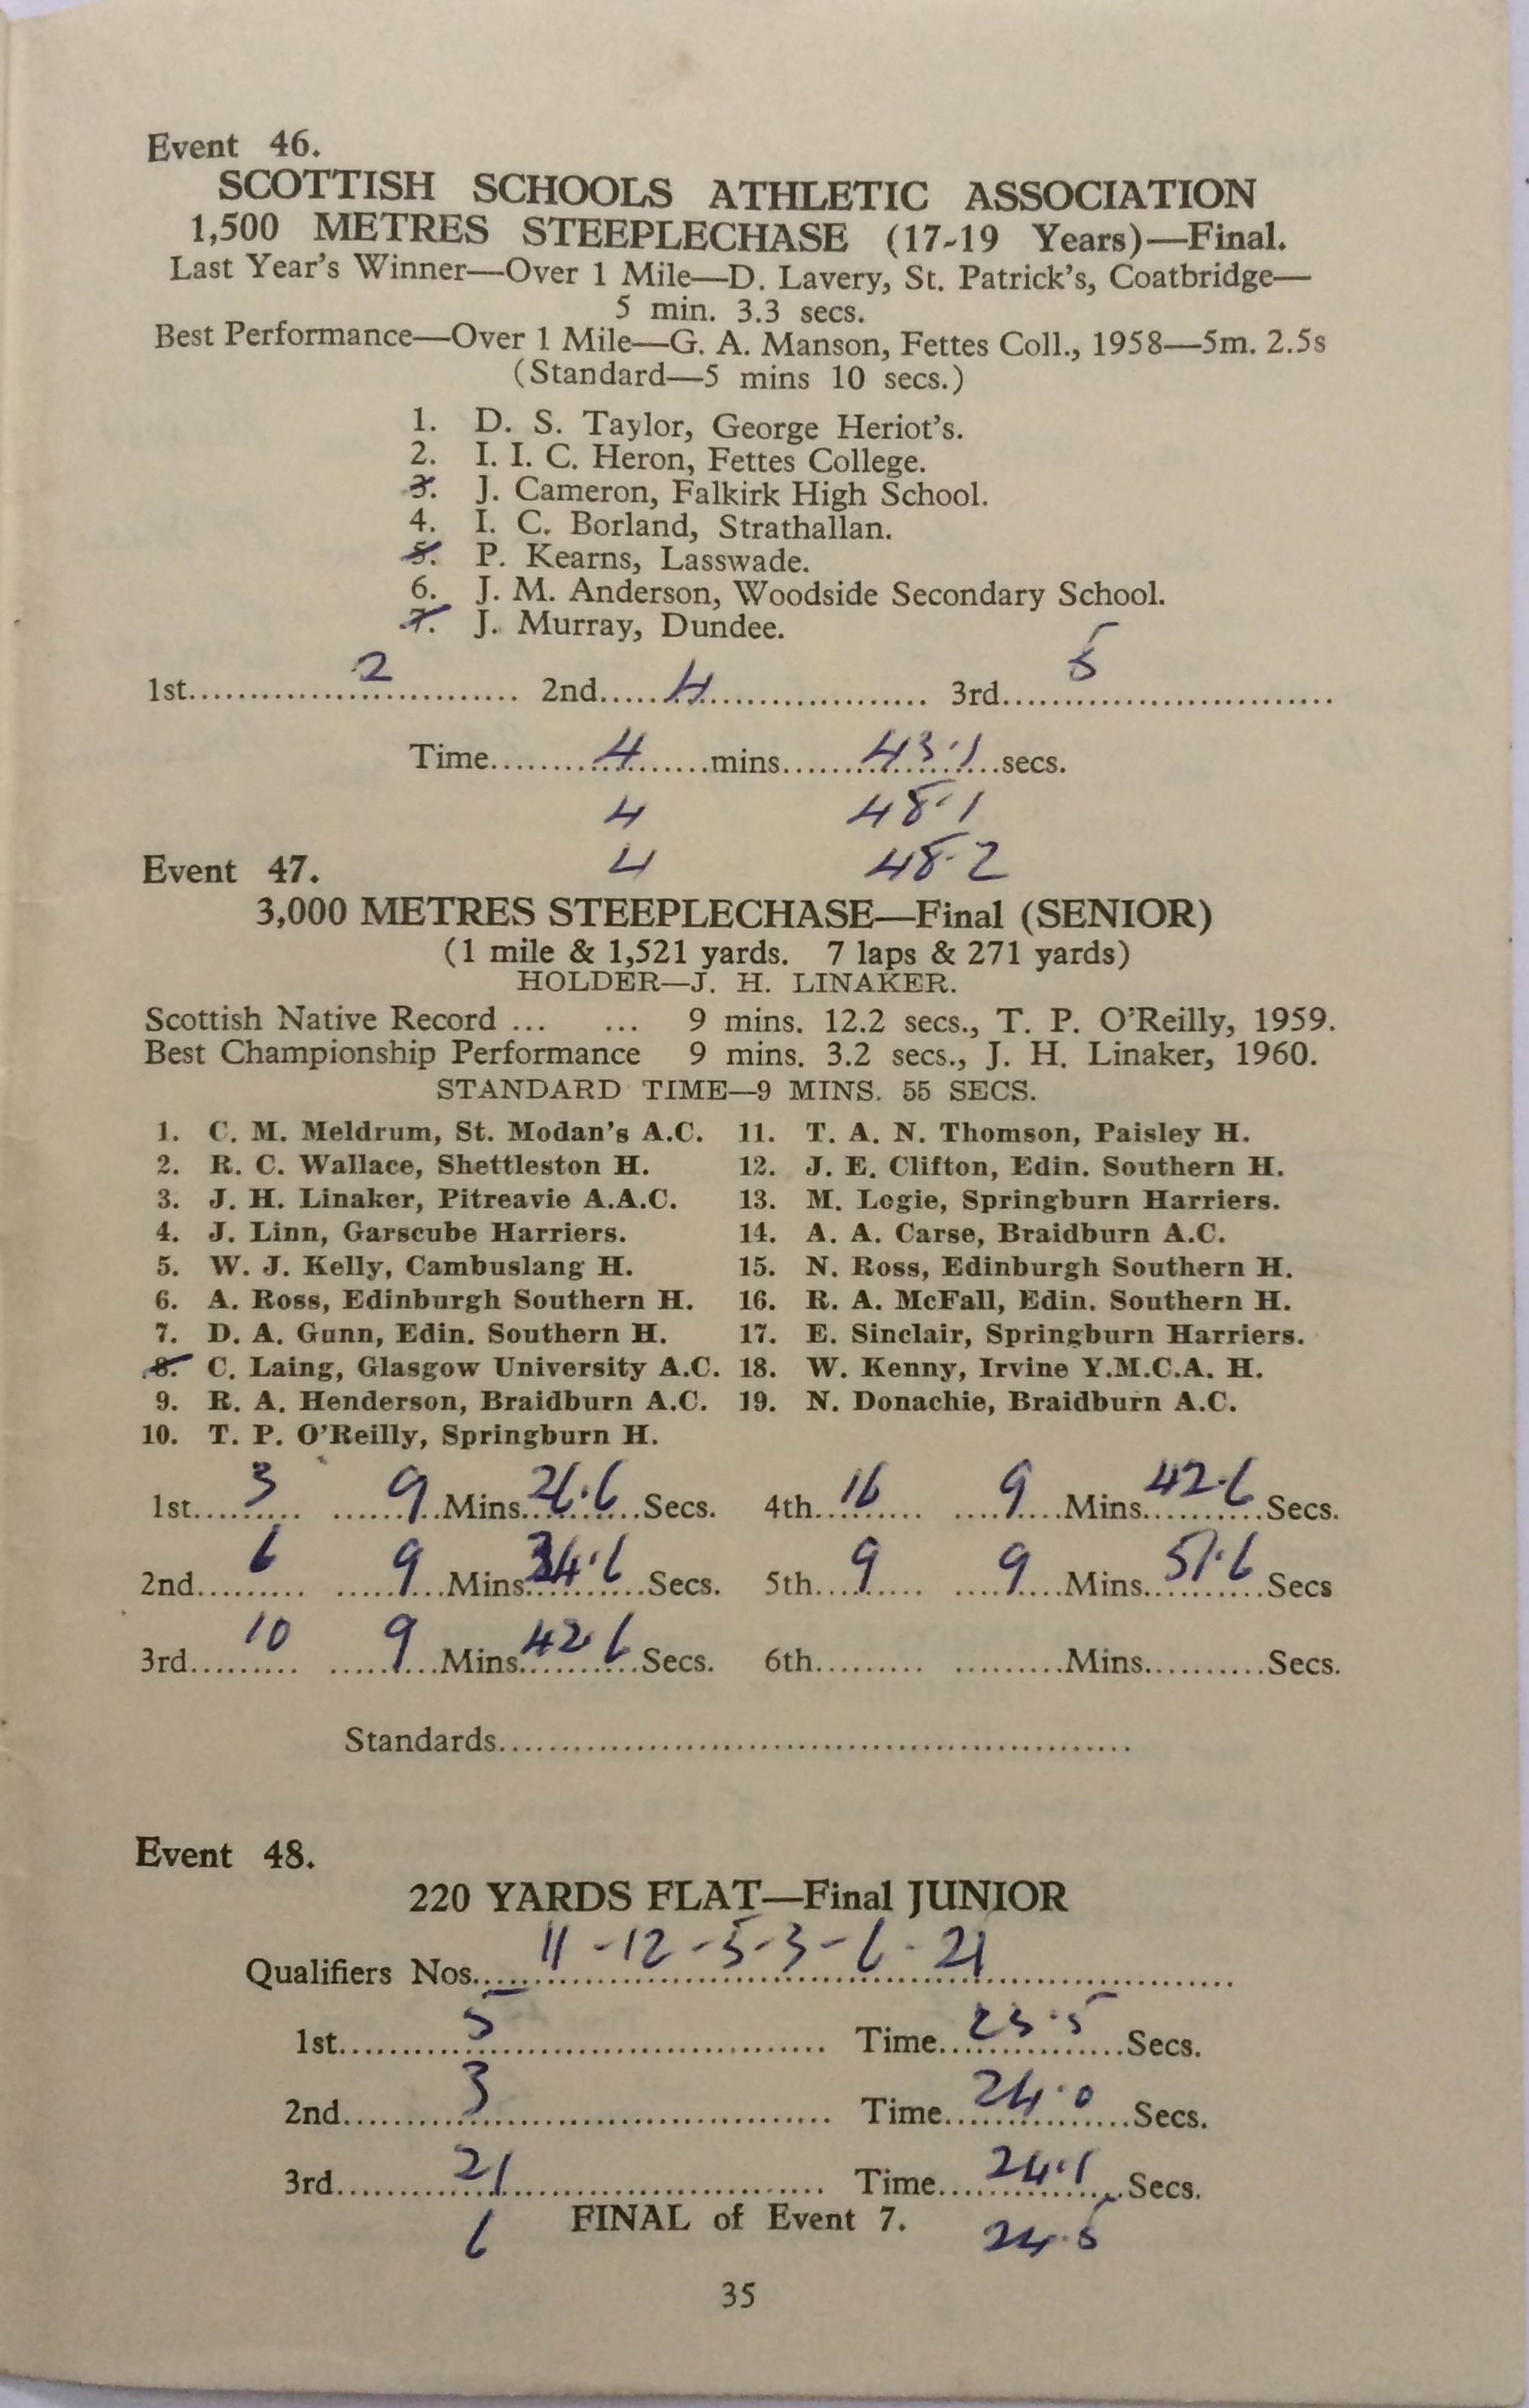 Event 46.
SCOTTISH SCHOOLS ATHLETIC ASSOCIATION
1,500 METRES STEEPLECHASE (17-19 Years)—Final.
Last Year's Winner—Over 1 Mile—D. Lavery, St. Patrick's, Coatbridge—
5 min. 3.3 secs.
Best Performance—Over 1 Mile—G. A. Manson, Fettes Coll., 1958—5m. 2.5s
(Standard—5 mins 10 secs.)
1. D. S. Taylor, George Heriot's.
2. I. I. C. Heron, Fettes College.
3. J. Cameron, Falkirk High School.
4. I. C. Borland, Strathallan.
5. P. Kearns, Lasswade.
6. J. M. Anderson, Woodside Secondary School.
7. J. Murray, Dundee.
1st 2 2nd 4 3rd
Time 4 mins 43.1 secs.
4 48.1
4 48.2
Event 47.
3,000 METRES STEEPLECHASE—Final (SENIOR)
(1 mile & 1,521 yards. 7 laps & 271 yards)
HOLDER—J. H. LINAKER.
Scottish Native Record ... ... 9 mins. 12.2 secs., T. P. O'Reilly, 1959.
Best Championship Performance 9 mins. 3.2 secs., J. H. Linaker, 1960.
STANDARD TIME—9 MINS. 55 SECS.
1. C. M. Meldrum, St. Modan's A.C. 11. T. A. N. Thomson, Paisley H.
2. R. C. Wallace, Shettleston H. 12. J. E. Clifton, Edin. Southern H.
3. J. H. Linaker, Pitreavie A.A.C. 13. M. Logie, Springburn Harriers.
4. J. Linn, Garscube Harriers. 14. A. A. Carse, Braidburn A.C.
5. W. J. Kelly, Cambuslang H. 15. N. Ross, Edinburgh Southern H.
6. A. Ross, Edinburgh Southern H. 16. R. A. McFall, Edin. Southern H.
7. D. A. Gunn, Edin. Southern H. 17. E. Sinclair, Springburn Harriers.
8. C. Laing, Glasgow University A.C. 18. W. Kenny, Irvine Y.M.C.A. H.
9. R. A. Henderson, Braidburn A.C. 19. N. Donachie, Braidburn A.C.
10. T. P. O'Reilly, Springburn H.
1st 3 9 Mins 26.6 Secs. 4th 16 9 Mins 42.6 Secs.
2nd 6 9 Mins 34.6 Secs. 5th 9 9 Mins 51.6 Secs
3rd 10 9 Mins 42.6 Secs. 6th Mins Secs.
Standards
Event 48.
220 YARDS FLAT—Final JUNIOR
Qualifiers Nos. 11-12-5-3-6-21
1st 5 Time 23.5 Secs.
2nd 3 Time 24.0 Secs.
3rd 21 Time 24.1 Secs.
6 FINAL of Event 7. 24.5
35